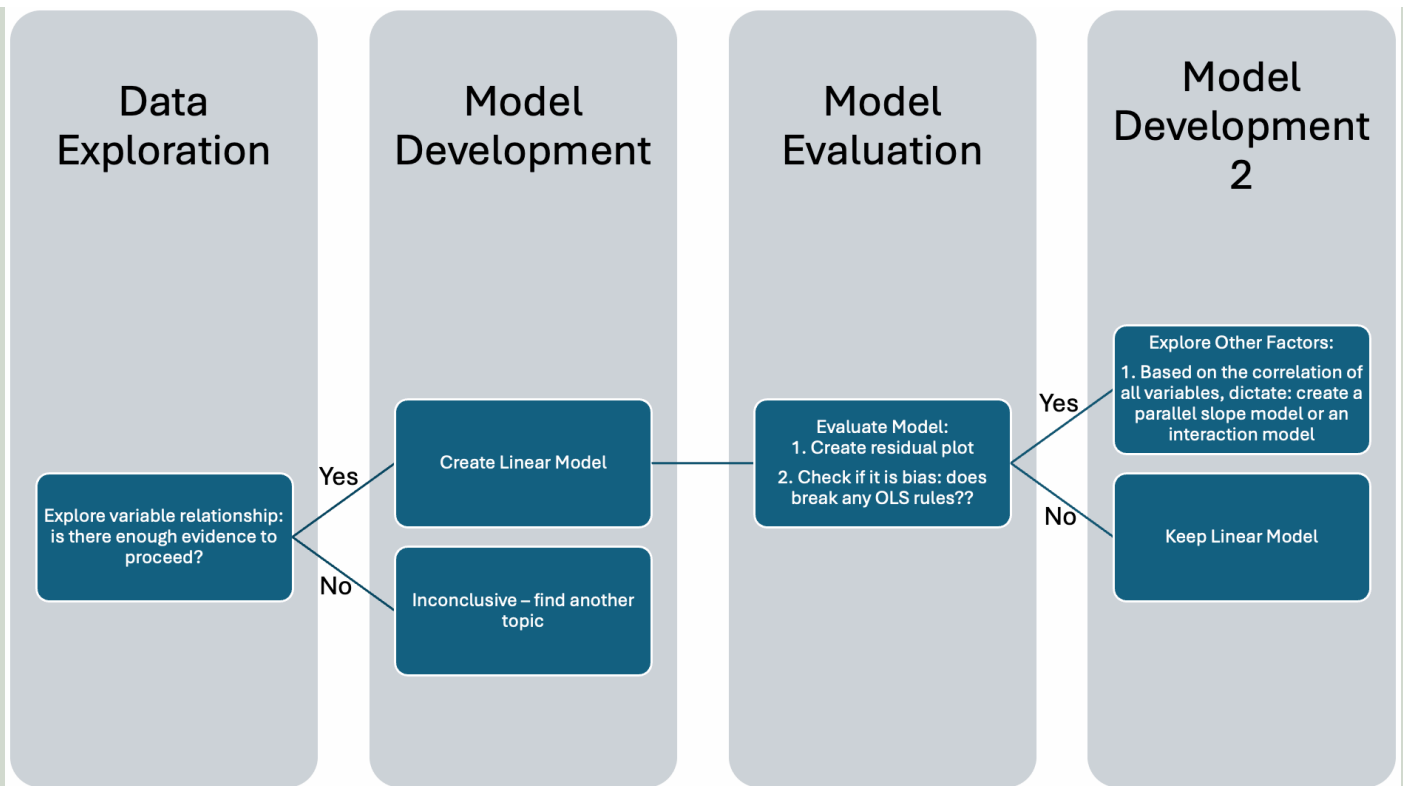 Data
Exploration
Model
Development
Model
Evaluation
Model
Development
2
Explore variable relationship:
is there enough evidence to
proceed?
Yes
No
Create Linear Model
Inconclusive – find another
topic
Evaluate Model:
1. Create residual plot
2. Check if it is bias: does
break any OLS rules??
Yes
No
Explore Other Factors:
1. Based on the correlation of
all variables, dictate: create a
parallel slope model or an
interaction model
Keep Linear Model